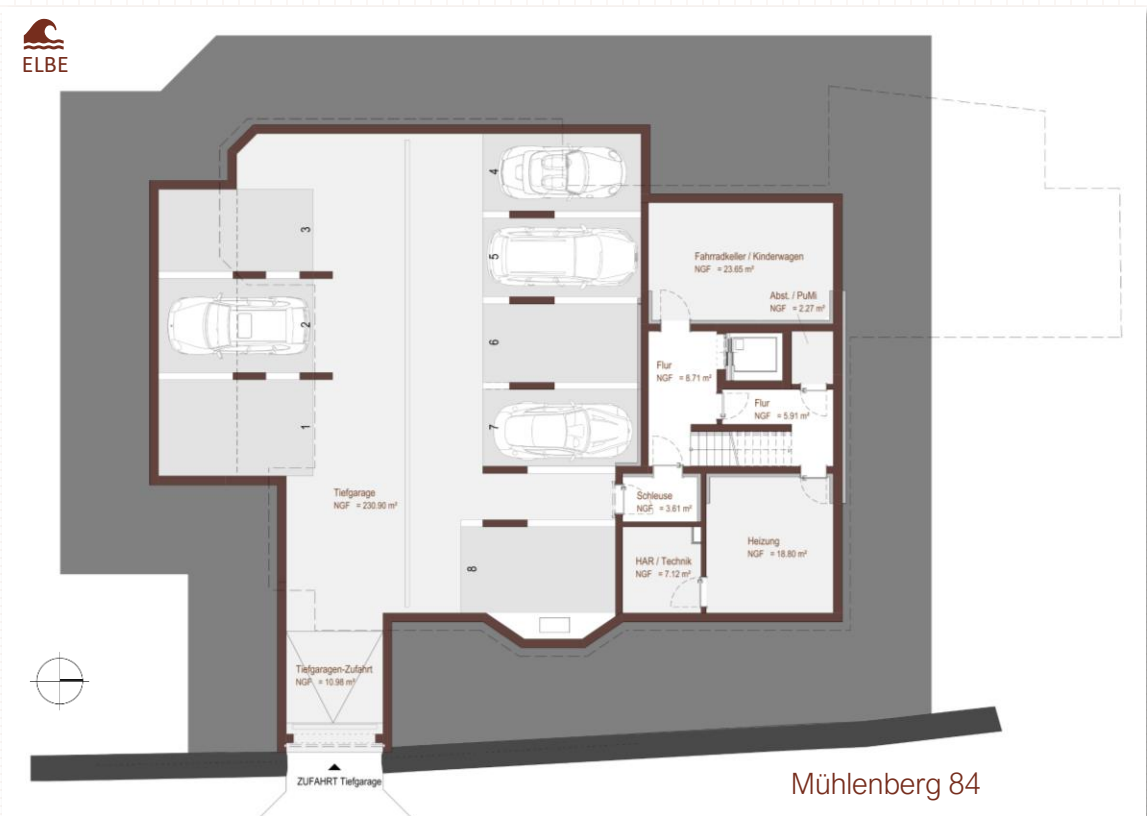 ELBE
4
3
Fahrradkeller / Kinderwagen
NGF = 23.65 m²
5
Abst. / PuMi
NGF = 2.27 m²
2
6
Flur
NGF = 8.71 m²
Flur
NGF = 5.91 m²
1
7
Tiefgarage
NGF = 230.90 m²
Schleuse
NGF = 3.61 m²
Heizung
NGF = 18.80 m²
8
HAR / Technik
NGF = 7.12 m²
Tiefgaragen-Zufahrt
NGF = 10.98 m²
ZUFAHRT Tiefgarage
Mühlenberg 84